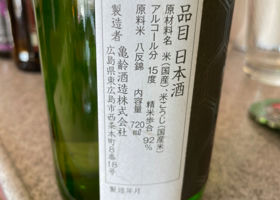 品目 日本酒
原材料名 米(国産)、米こうじ(国産米)
アルコール分 15度 精米歩合 92%
原料米 八反錦 内容量 720ml
製造者 亀齢酒造株式会社
広島県東広島市西条本町8番18号
製造年月